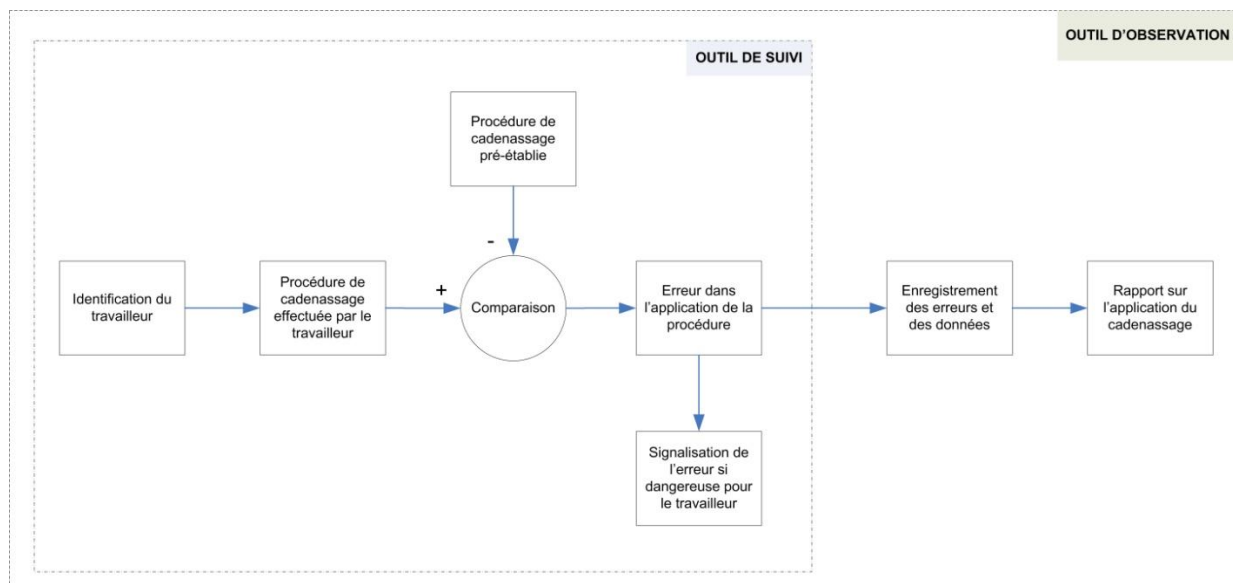 OUTIL D'OBSERVATION
OUTIL DE SUIVI
Procédure de
cadenassage
pré-établie
-
+
Identification du
travailleur
Procédure de
cadenassage
effectuée par le
travailleur
Comparaison
Erreur dans
l'application de la
procédure
Enregistrement
des erreurs et
des données
Rapport sur
l'application du
cadenassage
Signalisation de
l'erreur si
dangereuse pour
le travailleur